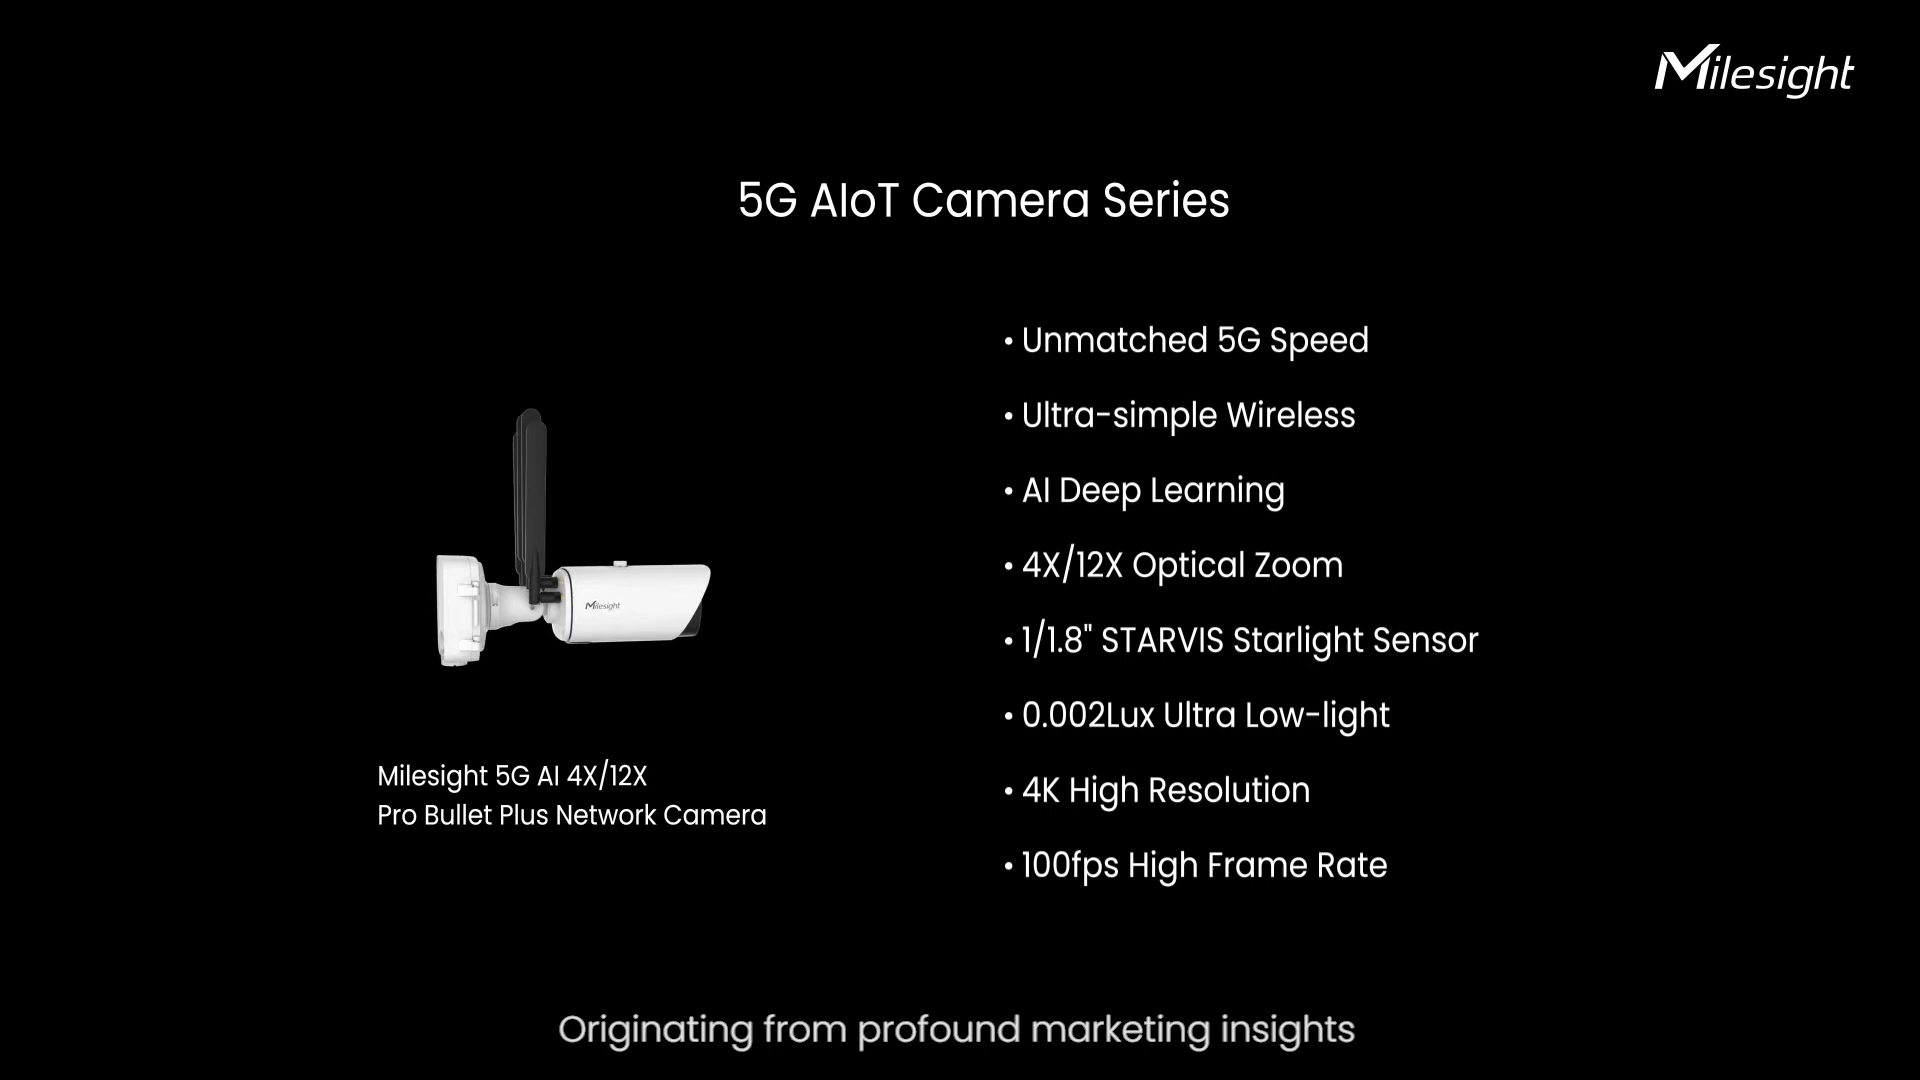 Milesight
5G AIoT Camera Series
• Unmatched 5G Speed
• Ultra-simple Wireless
• AI Deep Learning
• 4X/12X Optical Zoom
• 1/1.8" STARVIS Starlight Sensor
• 0.002Lux Ultra Low-light
• 4K High Resolution
• 100fps High Frame Rate
Milesight
Milesight 5G AI 4X/12X
Pro Bullet Plus Network Camera
Originating from profound marketing insights